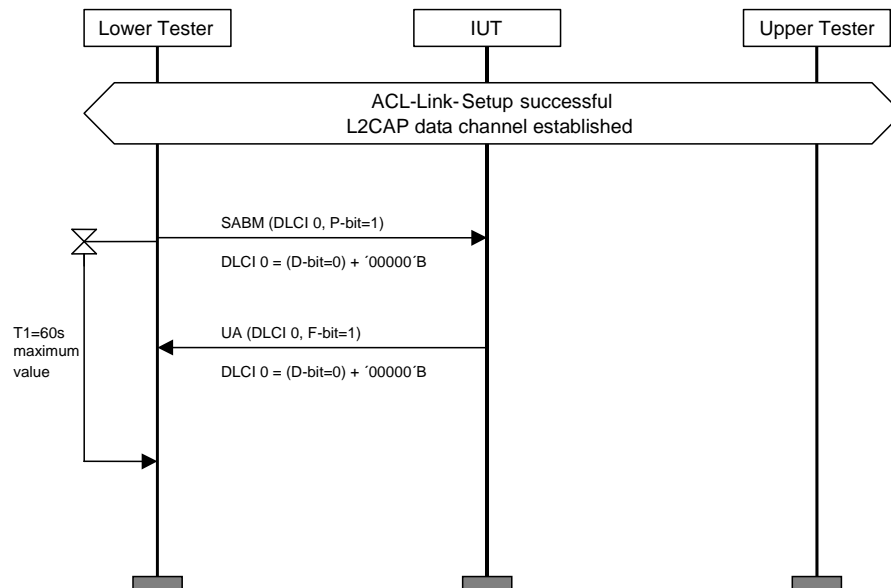 Lower Tester
IUT
Upper Tester
ACL-Link-Setup successful
L2CAP data channel established
SABM (DLCI 0, P-bit=1)
DLCI 0 = (D-bit=0) + ´00000´B
T1=60s
maximum
value
UA (DLCI 0, F-bit=1)
DLCI 0 = (D-bit=0) + ´00000´B